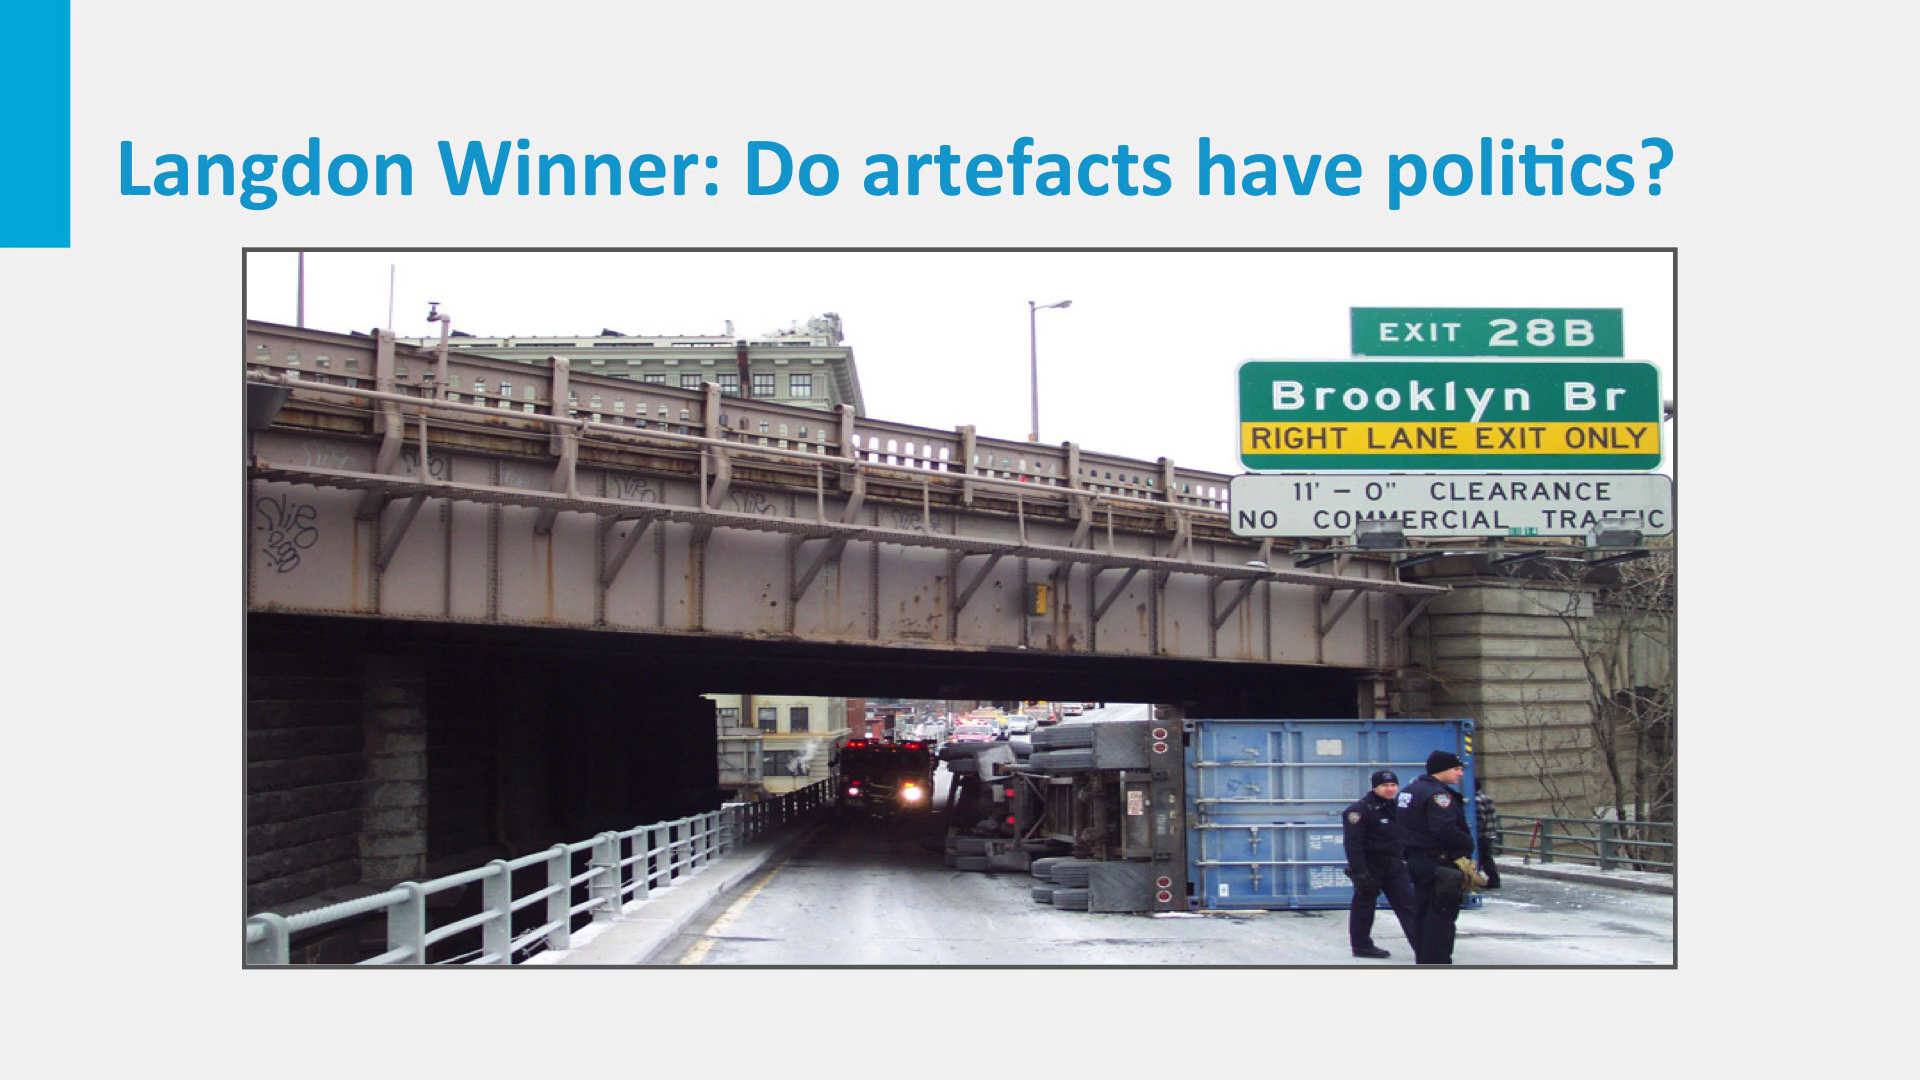 Langdon Winner: Do artefacts have politics?
EXIT 28B
Brooklyn Br
RIGHT LANE EXIT ONLY
11' – 0" CLEARANCE
NO COMMERCIAL TRAFFIC